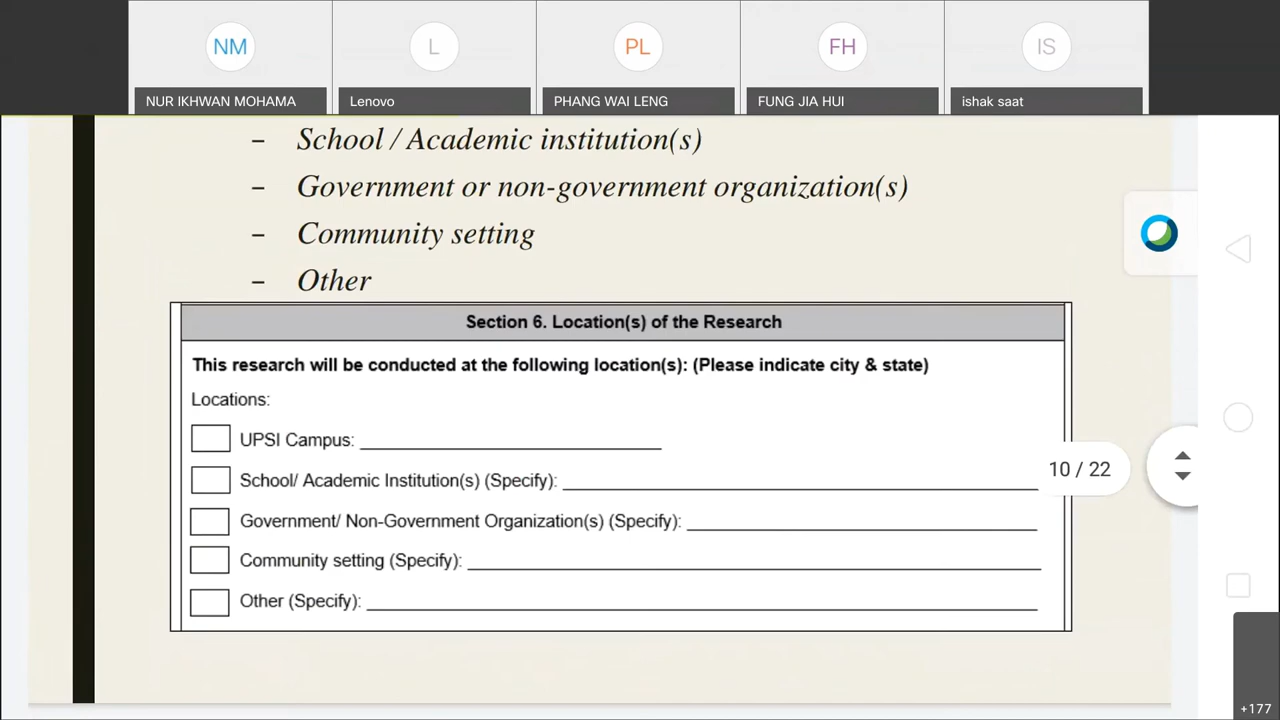 NM
L
PL
FH
IS
NUR IKHWAN MOHAMA
Lenovo
PHANG WAI LENG
FUNG JIA HUI
ishak saat
– School / Academic institution(s)
– Government or non-government organization(s)
– Community setting
– Other
Section 6. Location(s) of the Research
This research will be conducted at the following location(s): (Please indicate city & state)
Locations:
UPSI Campus:
School/ Academic Institution(s) (Specify):
Government/ Non-Government Organization(s) (Specify):
Community setting (Specify):
Other (Specify):
10 / 22
+177